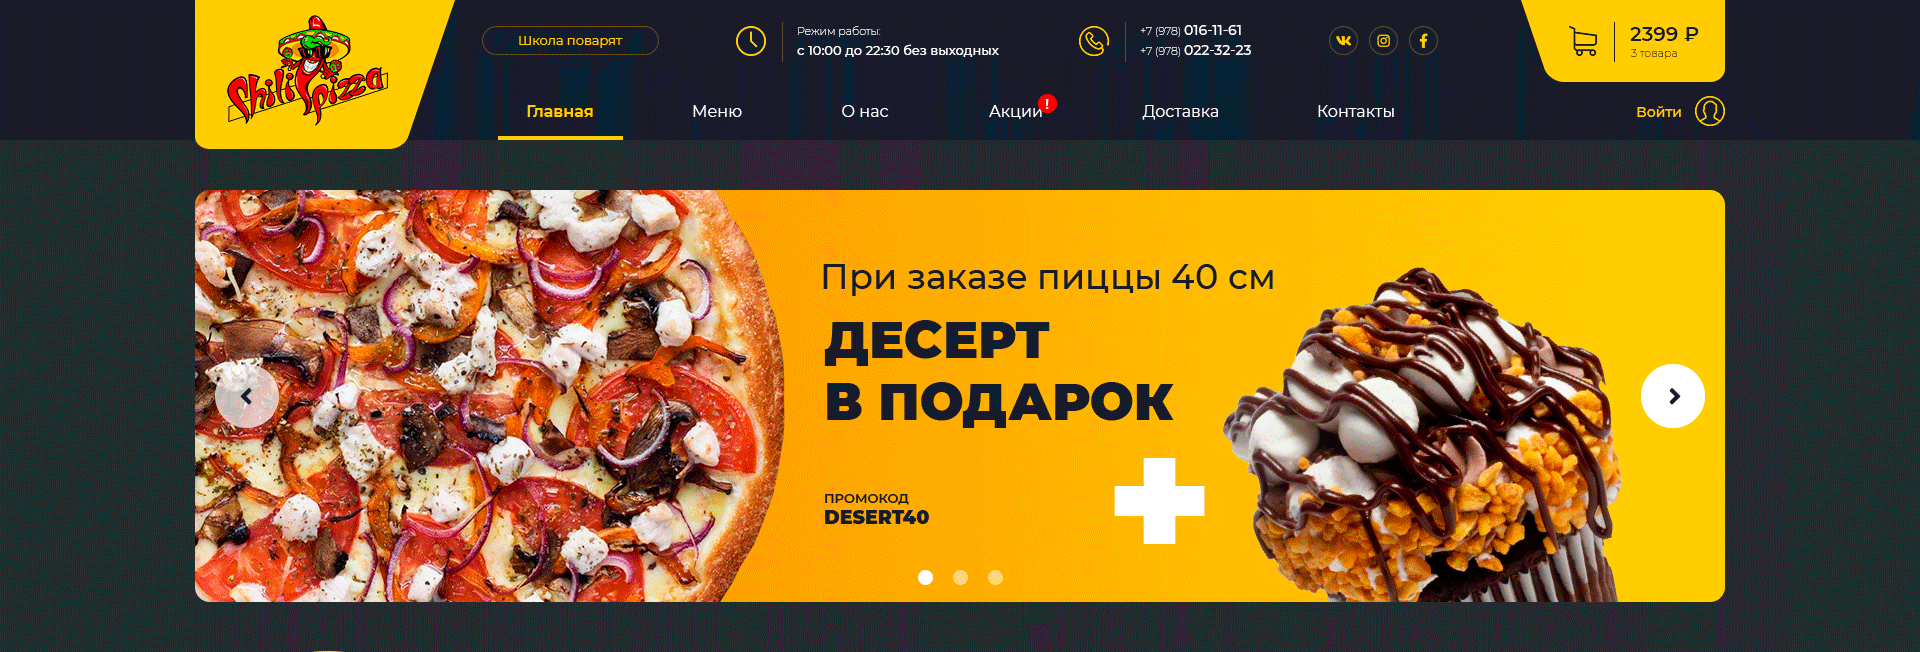 Shili pizza
Школа поварят
Режим работы:
с 10:00 до 22:30 без выходных
+7 (978) 016-11-61
+7 (978) 022-32-23
2399 ₽
3 товара
Главная
Меню
О нас
Акции !
Доставка
Контакты
Войти
При заказе пиццы 40 см
ДЕСЕРТ
В ПОДАРОК
ПРОМОКОД
DESERT40